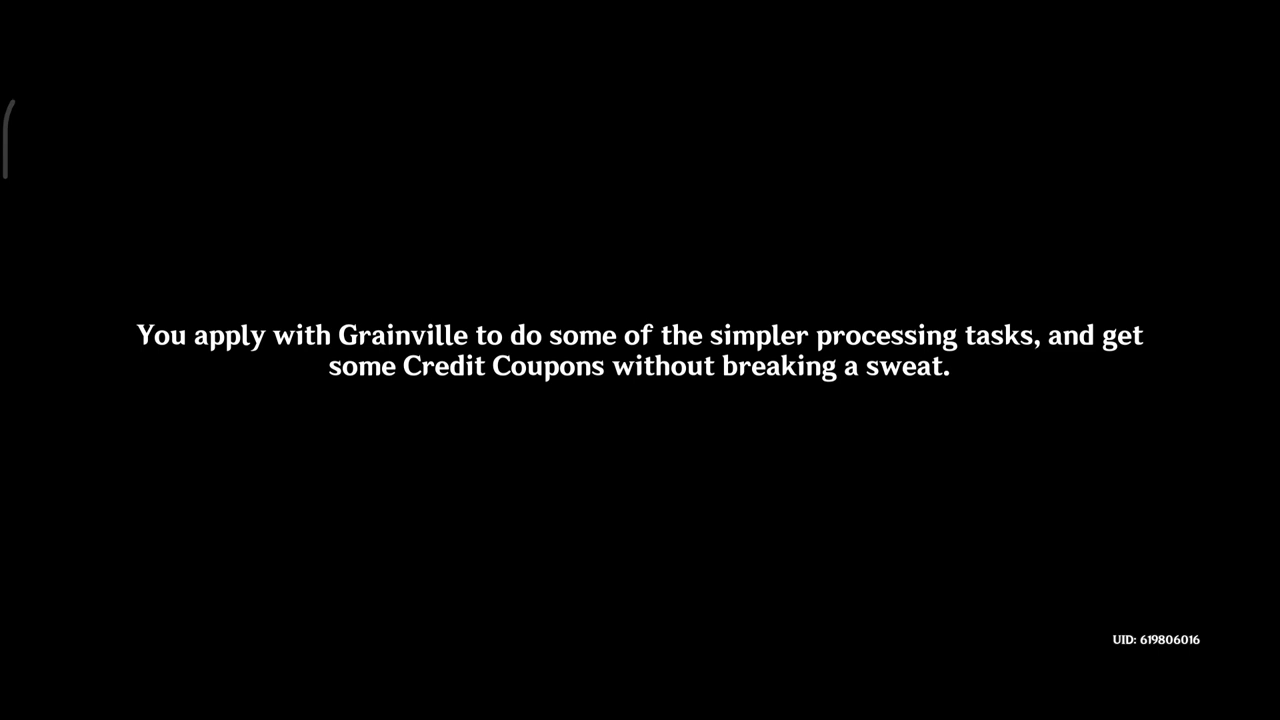 You apply with Grainville to do some of the simpler processing tasks, and get
some Credit Coupons without breaking a sweat.
UID: 619806016